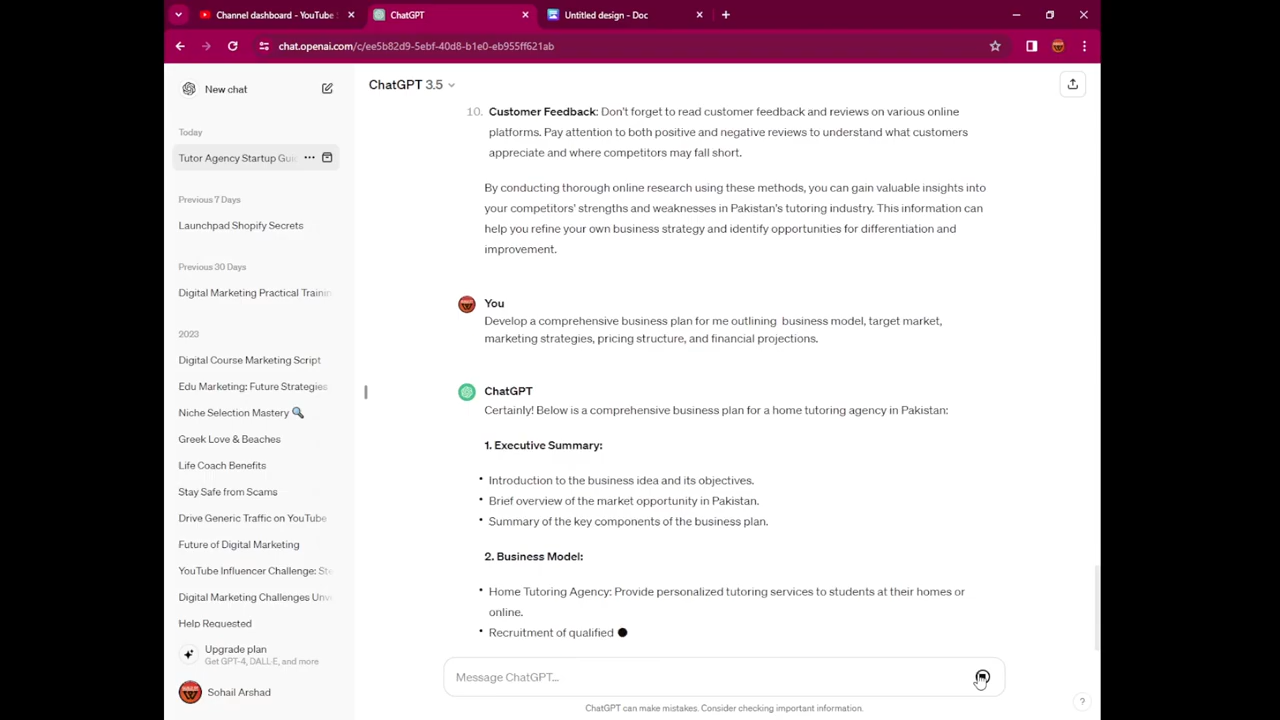 Channel dashboard - YouTube
ChatGPT
Untitled design - Doc
chat.openai.com/c/ee5b82d9-5ebf-40d8-b1e0-eb955ff621ab
New chat
ChatGPT 3.5
Today
Tutor Agency Startup Gui
Previous 7 Days
Launchpad Shopify Secrets
Previous 30 Days
Digital Marketing Practical Trainin
2023
Digital Course Marketing Script
Edu Marketing: Future Strategies
Niche Selection Mastery 🔍
Greek Love & Beaches
Life Coach Benefits
Stay Safe from Scams
Drive Generic Traffic on YouTube
Future of Digital Marketing
YouTube Influencer Challenge: Ste
Digital Marketing Challenges Unve
Help Requested
Upgrade plan
Get GPT-4, DALL·E, and more
Sohail Arshad
10. Customer Feedback: Don't forget to read customer feedback and reviews on various online
platforms. Pay attention to both positive and negative reviews to understand what customers
appreciate and where competitors may fall short.
By conducting thorough online research using these methods, you can gain valuable insights into
your competitors' strengths and weaknesses in Pakistan's tutoring industry. This information can
help you refine your own business strategy and identify opportunities for differentiation and
improvement.
You
Develop a comprehensive business plan for me outlining business model, target market,
marketing strategies, pricing structure, and financial projections.
ChatGPT
Certainly! Below is a comprehensive business plan for a home tutoring agency in Pakistan:
1. Executive Summary:
• Introduction to the business idea and its objectives.
• Brief overview of the market opportunity in Pakistan.
• Summary of the key components of the business plan.
2. Business Model:
• Home Tutoring Agency: Provide personalized tutoring services to students at their homes or
online.
• Recruitment of qualified
Message ChatGPT...
ChatGPT can make mistakes. Consider checking important information.
?